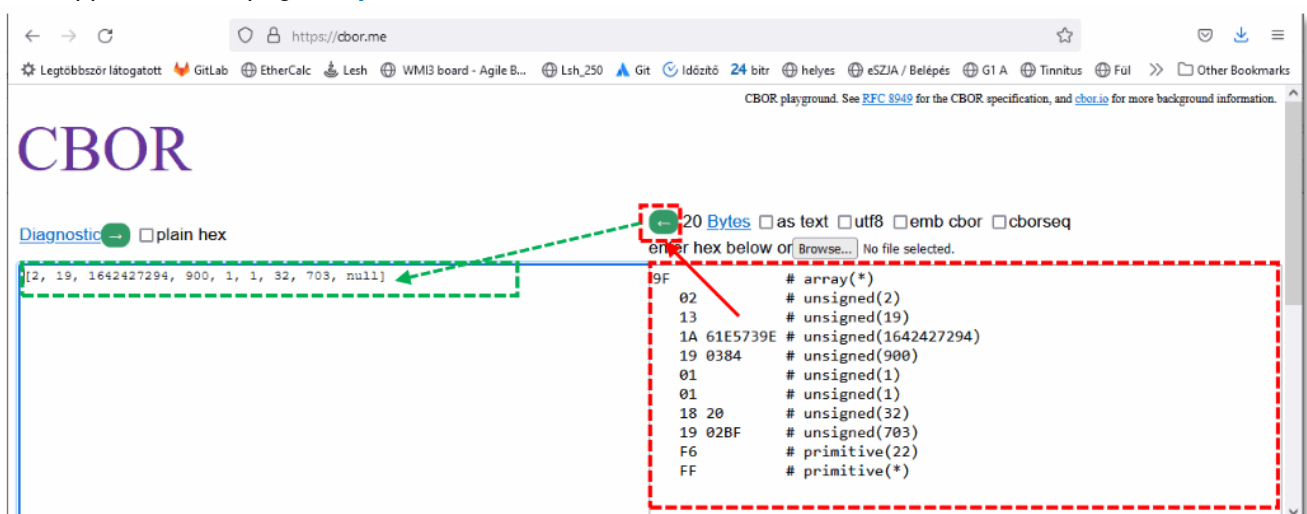 https://cbor.me
Legtöbbször látogatott GitLab EtherCalc Lesh WMI3 board - Agile B... Lsh_250 Git Időzítő 24 bitr helyes eSZJA / Belépés G1 A Tinnitus Fül Other Bookmarks
CBOR playground. See RFC 8949 for the CBOR specification, and cbor.io for more background information.
CBOR
Diagnostic → plain hex
← 20 Bytes as text utf8 emb cbor cborseq
enter hex below or Browse... No file selected.
[2, 19, 1642427294, 900, 1, 1, 32, 703, null]
9F # array(*)
02 # unsigned(2)
13 # unsigned(19)
1A 61E5739E # unsigned(1642427294)
19 0384 # unsigned(900)
01 # unsigned(1)
01 # unsigned(1)
18 20 # unsigned(32)
19 02BF # unsigned(703)
F6 # primitive(22)
FF # primitive(*)